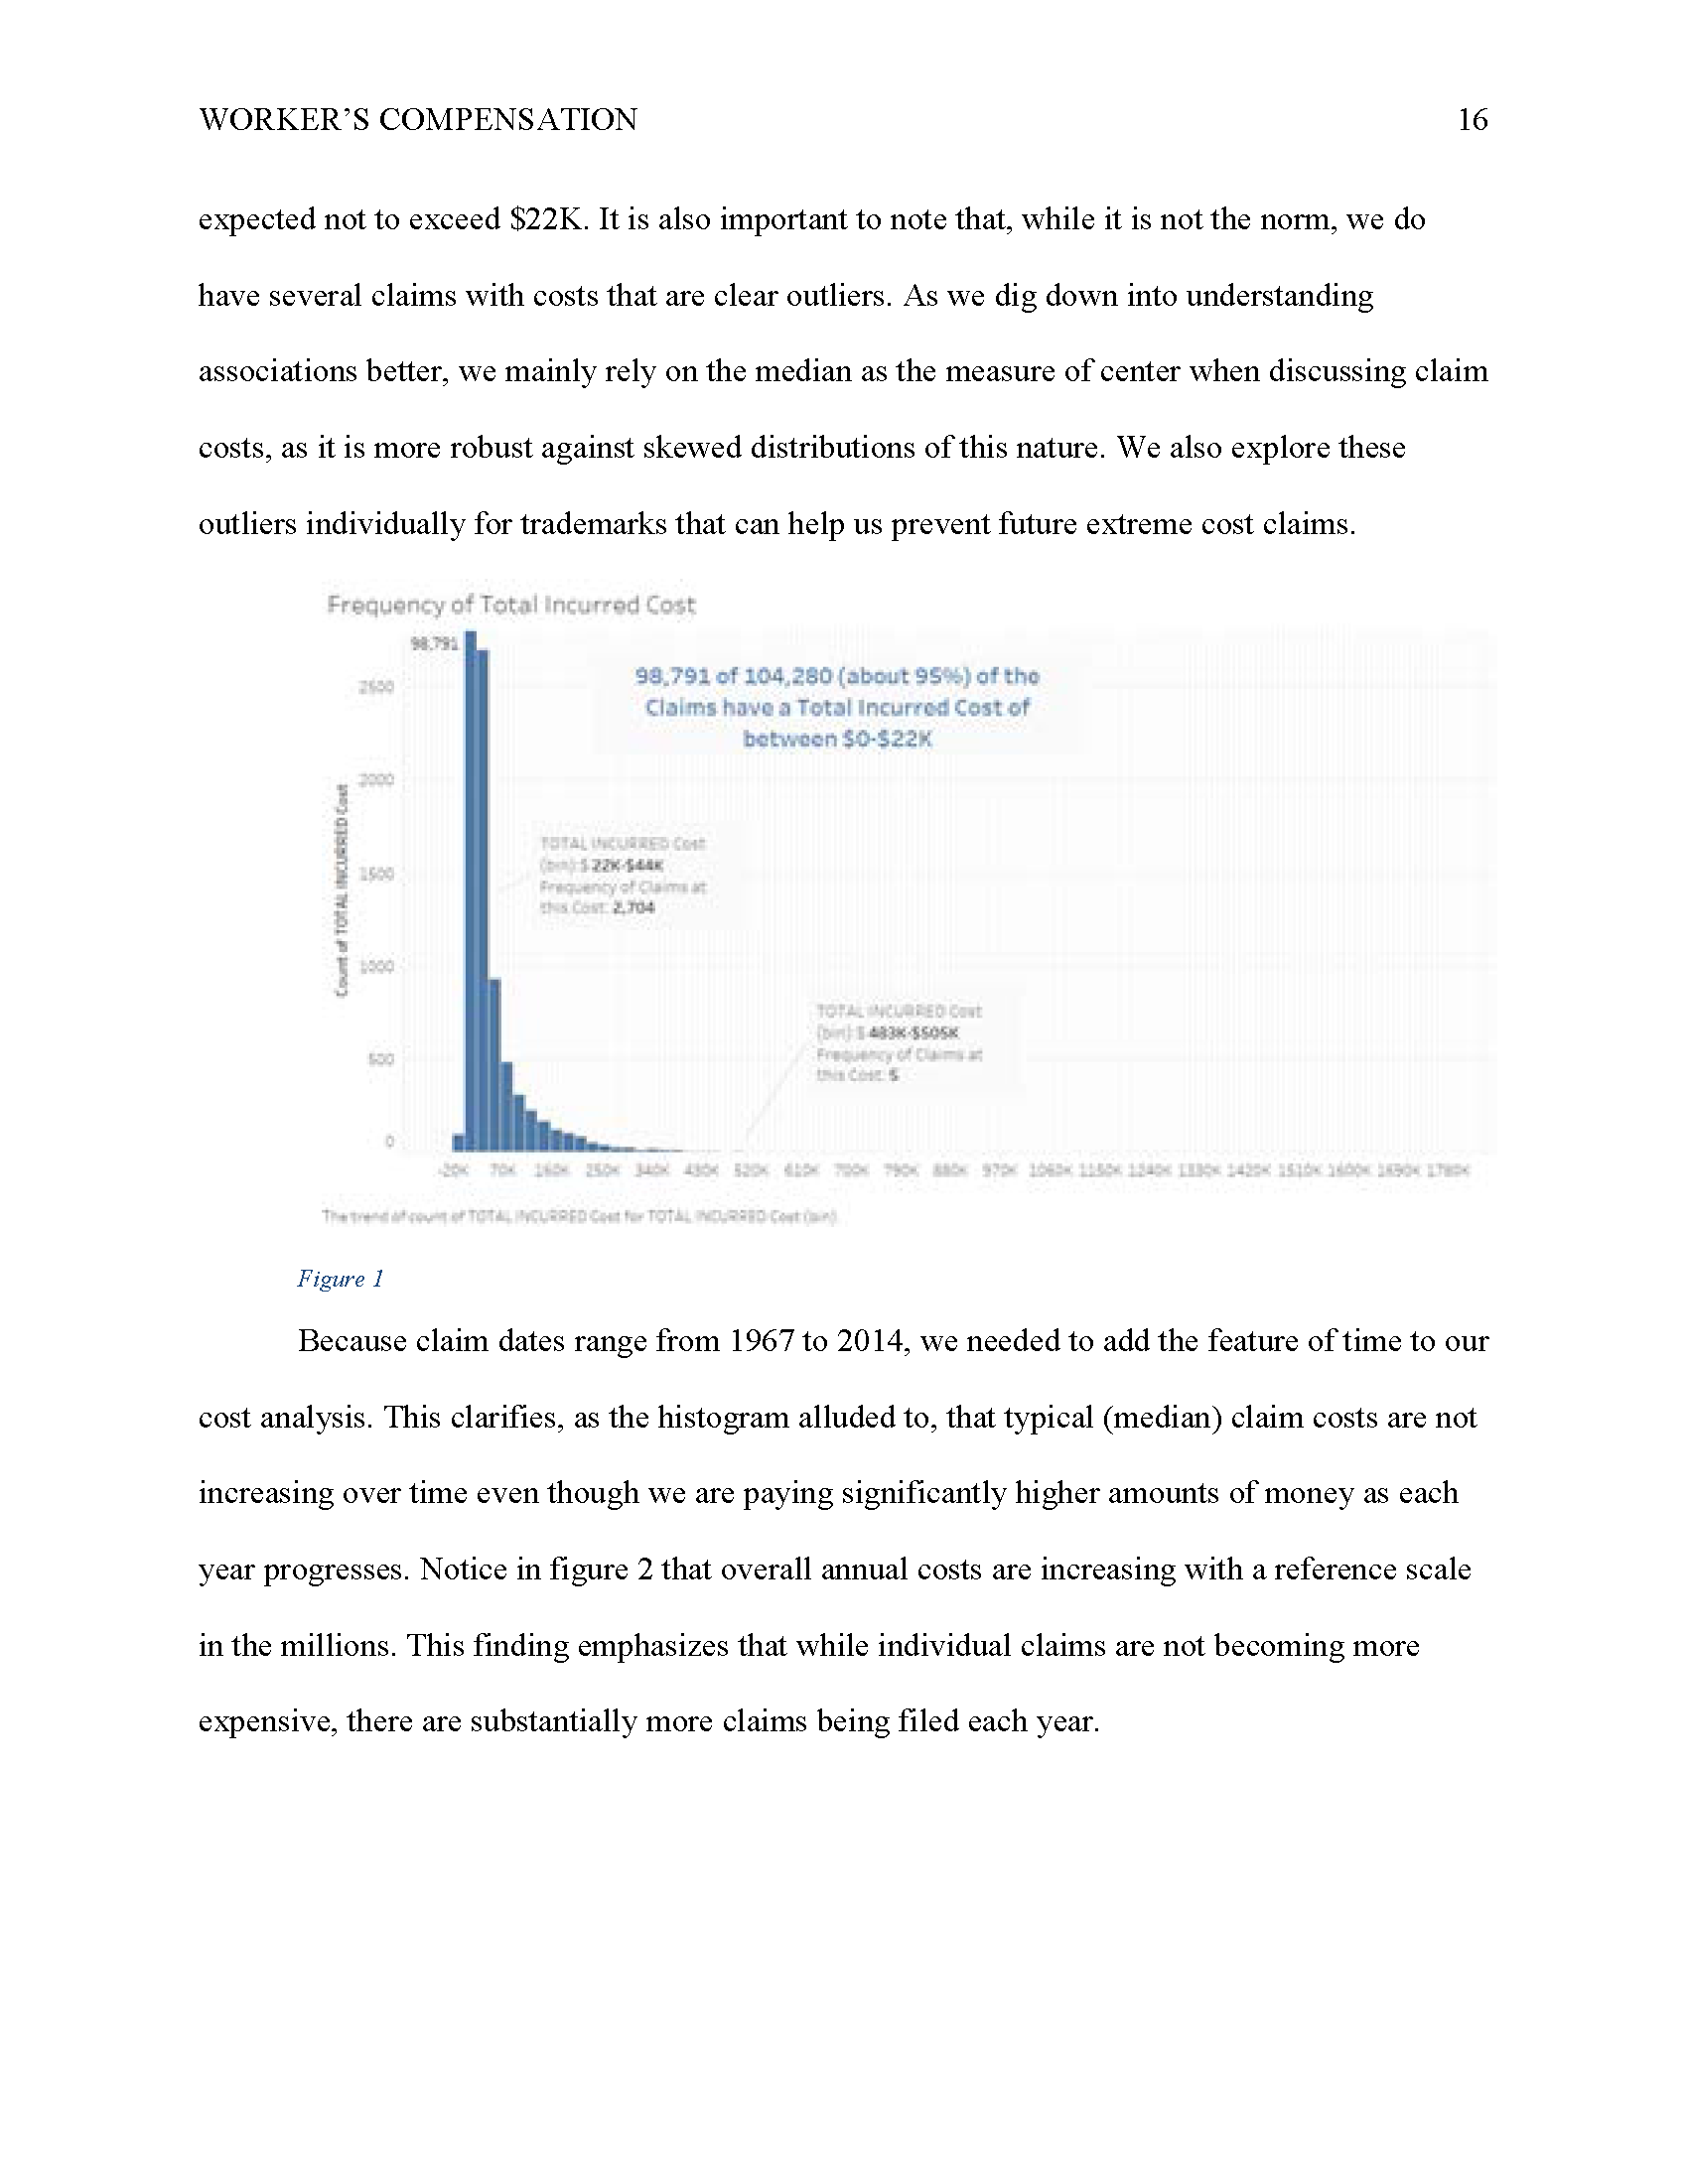 WORKER’S COMPENSATION 16
expected not to exceed $22K. It is also important to note that, while it is not the norm, we do
have several claims with costs that are clear outliers. As we dig down into understanding
associations better, we mainly rely on the median as the measure of center when discussing claim
costs, as it is more robust against skewed distributions of this nature. We also explore these
outliers individually for trademarks that can help us prevent future extreme cost claims.
Frequency of Total Incurred Cost
98,791
98,791 of 104,280 (about 95%) of the
Claims have a Total Incurred Cost of
between $0-$22K
2500
2000
1500
1000
500
0
Count of TOTAL INCURRED Cost
TOTAL INCURRED Cost
(bin): $ 22K-$44K
Frequency of Claims at
this Cost: 2,704
TOTAL INCURRED Cost
(bin): $ 483K-$505K
Frequency of Claims at
this Cost:
-20K 70K 160K 250K 340K 430K 520K 610K 700K 790K 880K 970K 1060K 1150K 1240K 1330K 1420K 1510K 1600K 1690K 1780K
The trend of count of TOTAL INCURRED Cost for TOTAL INCURRED Cost (bin).
Figure 1
Because claim dates range from 1967 to 2014, we needed to add the feature of time to our
cost analysis. This clarifies, as the histogram alluded to, that typical (median) claim costs are not
increasing over time even though we are paying significantly higher amounts of money as each
year progresses. Notice in figure 2 that overall annual costs are increasing with a reference scale
in the millions. This finding emphasizes that while individual claims are not becoming more
expensive, there are substantially more claims being filed each year.